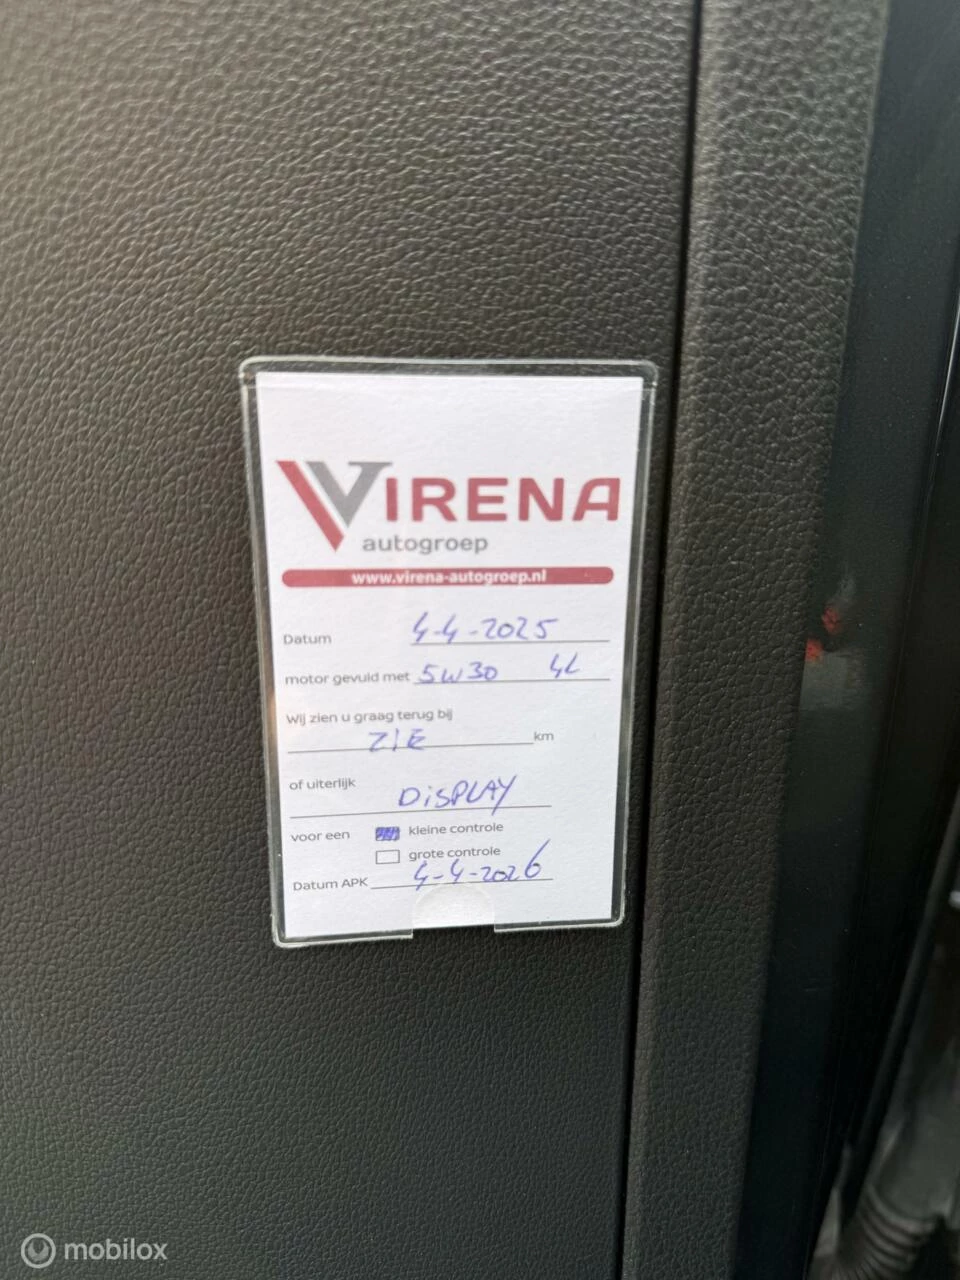 VIRENA
autogroep
www.virena-autogroep.nl
Datum 4-4-2025
motor gevuld met 5W30 4L
Wij zien u graag terug bij
ZIE km
of uiterlijk DiSPLAY
voor een kleine controle
grote controle
Datum APK 4-4-2026
mobilox